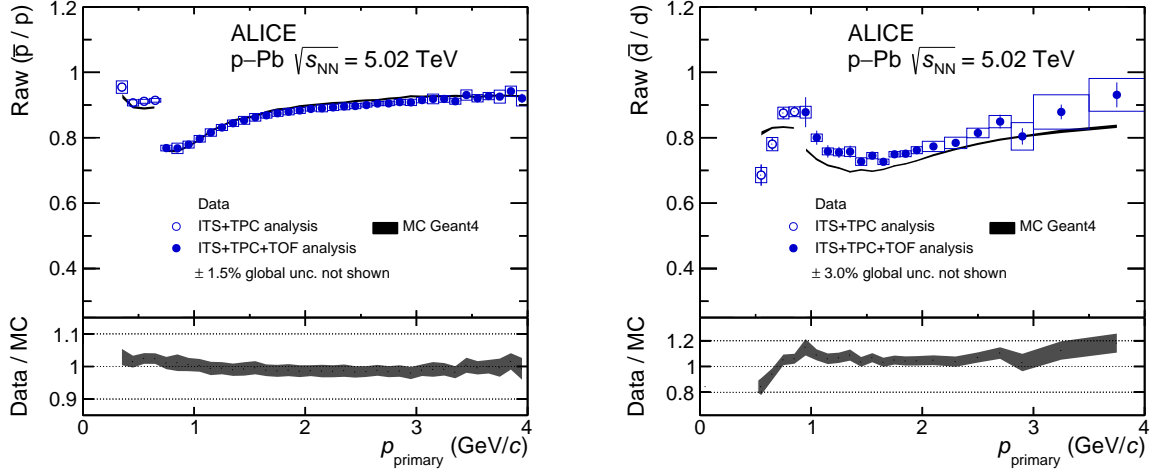 Raw (p̅ / p)
1.2
1
0.8
0.6
0.4
ALICE
p−Pb √sNN = 5.02 TeV
Data
ITS+TPC analysis
MC Geant4
ITS+TPC+TOF analysis
± 1.5% global unc. not shown
Data / MC
1.1
1
0.9
0 1 2 3 4
pprimary (GeV/c)
Raw (d̅ / d)
1.2
1
0.8
0.6
0.4
ALICE
p−Pb √sNN = 5.02 TeV
Data
ITS+TPC analysis
MC Geant4
ITS+TPC+TOF analysis
± 3.0% global unc. not shown
Data / MC
1.2
1
0.8
0 1 2 3 4
pprimary (GeV/c)